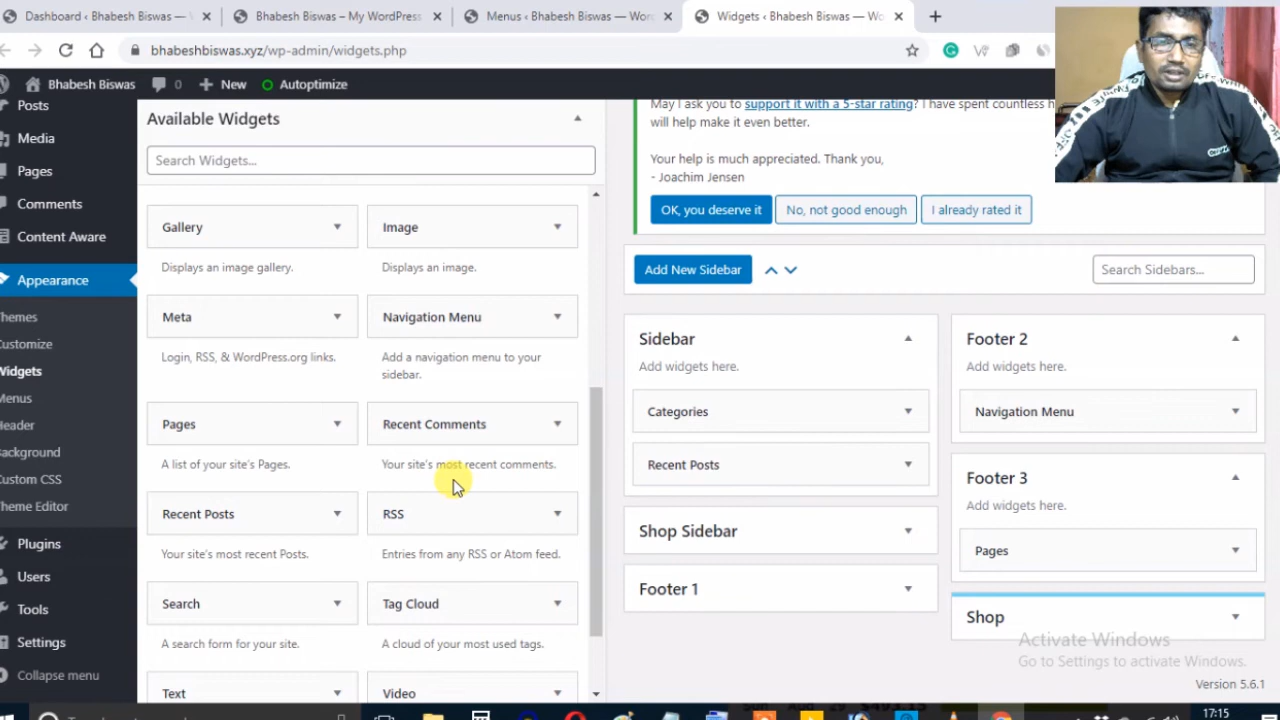 Dashboard ‹ Bhabesh Biswas —
Bhabesh Biswas – My WordPress
Menus ‹ Bhabesh Biswas — Wor
Widgets ‹ Bhabesh Biswas — Wo
bhabeshbiswas.xyz/wp-admin/widgets.php
Bhabesh Biswas
0
New
Autoptimize
Posts
Media
Pages
Comments
Content Aware
Appearance
hemes
ustomize
Widgets
Menus
eader
ackground
ustom CSS
heme Editor
Plugins
Users
Tools
Settings
Collapse menu
Available Widgets
Search Widgets...
Gallery
Image
Displays an image gallery.
Displays an image.
Meta
Navigation Menu
Login, RSS, & WordPress.org links.
Add a navigation menu to your
sidebar.
Pages
Recent Comments
A list of your site's Pages.
Your site's most recent comments.
Recent Posts
RSS
Your site's most recent Posts.
Entries from any RSS or Atom feed.
Search
Tag Cloud
A search form for your site.
A cloud of your most used tags.
Text
Video
May I ask you to support it with a 5-star rating? I have spent countless h
will help make it even better.
Your help is much appreciated. Thank you,
- Joachim Jensen
OK, you deserve it
No, not good enough
I already rated it
Add New Sidebar
Search Sidebars...
Sidebar
Add widgets here.
Categories
Recent Posts
Shop Sidebar
Footer 1
Footer 2
Add widgets here.
Navigation Menu
Footer 3
Add widgets here.
Pages
Shop
Activate Windows
Go to Settings to activate Windows.
Version 5.6.1
17:15